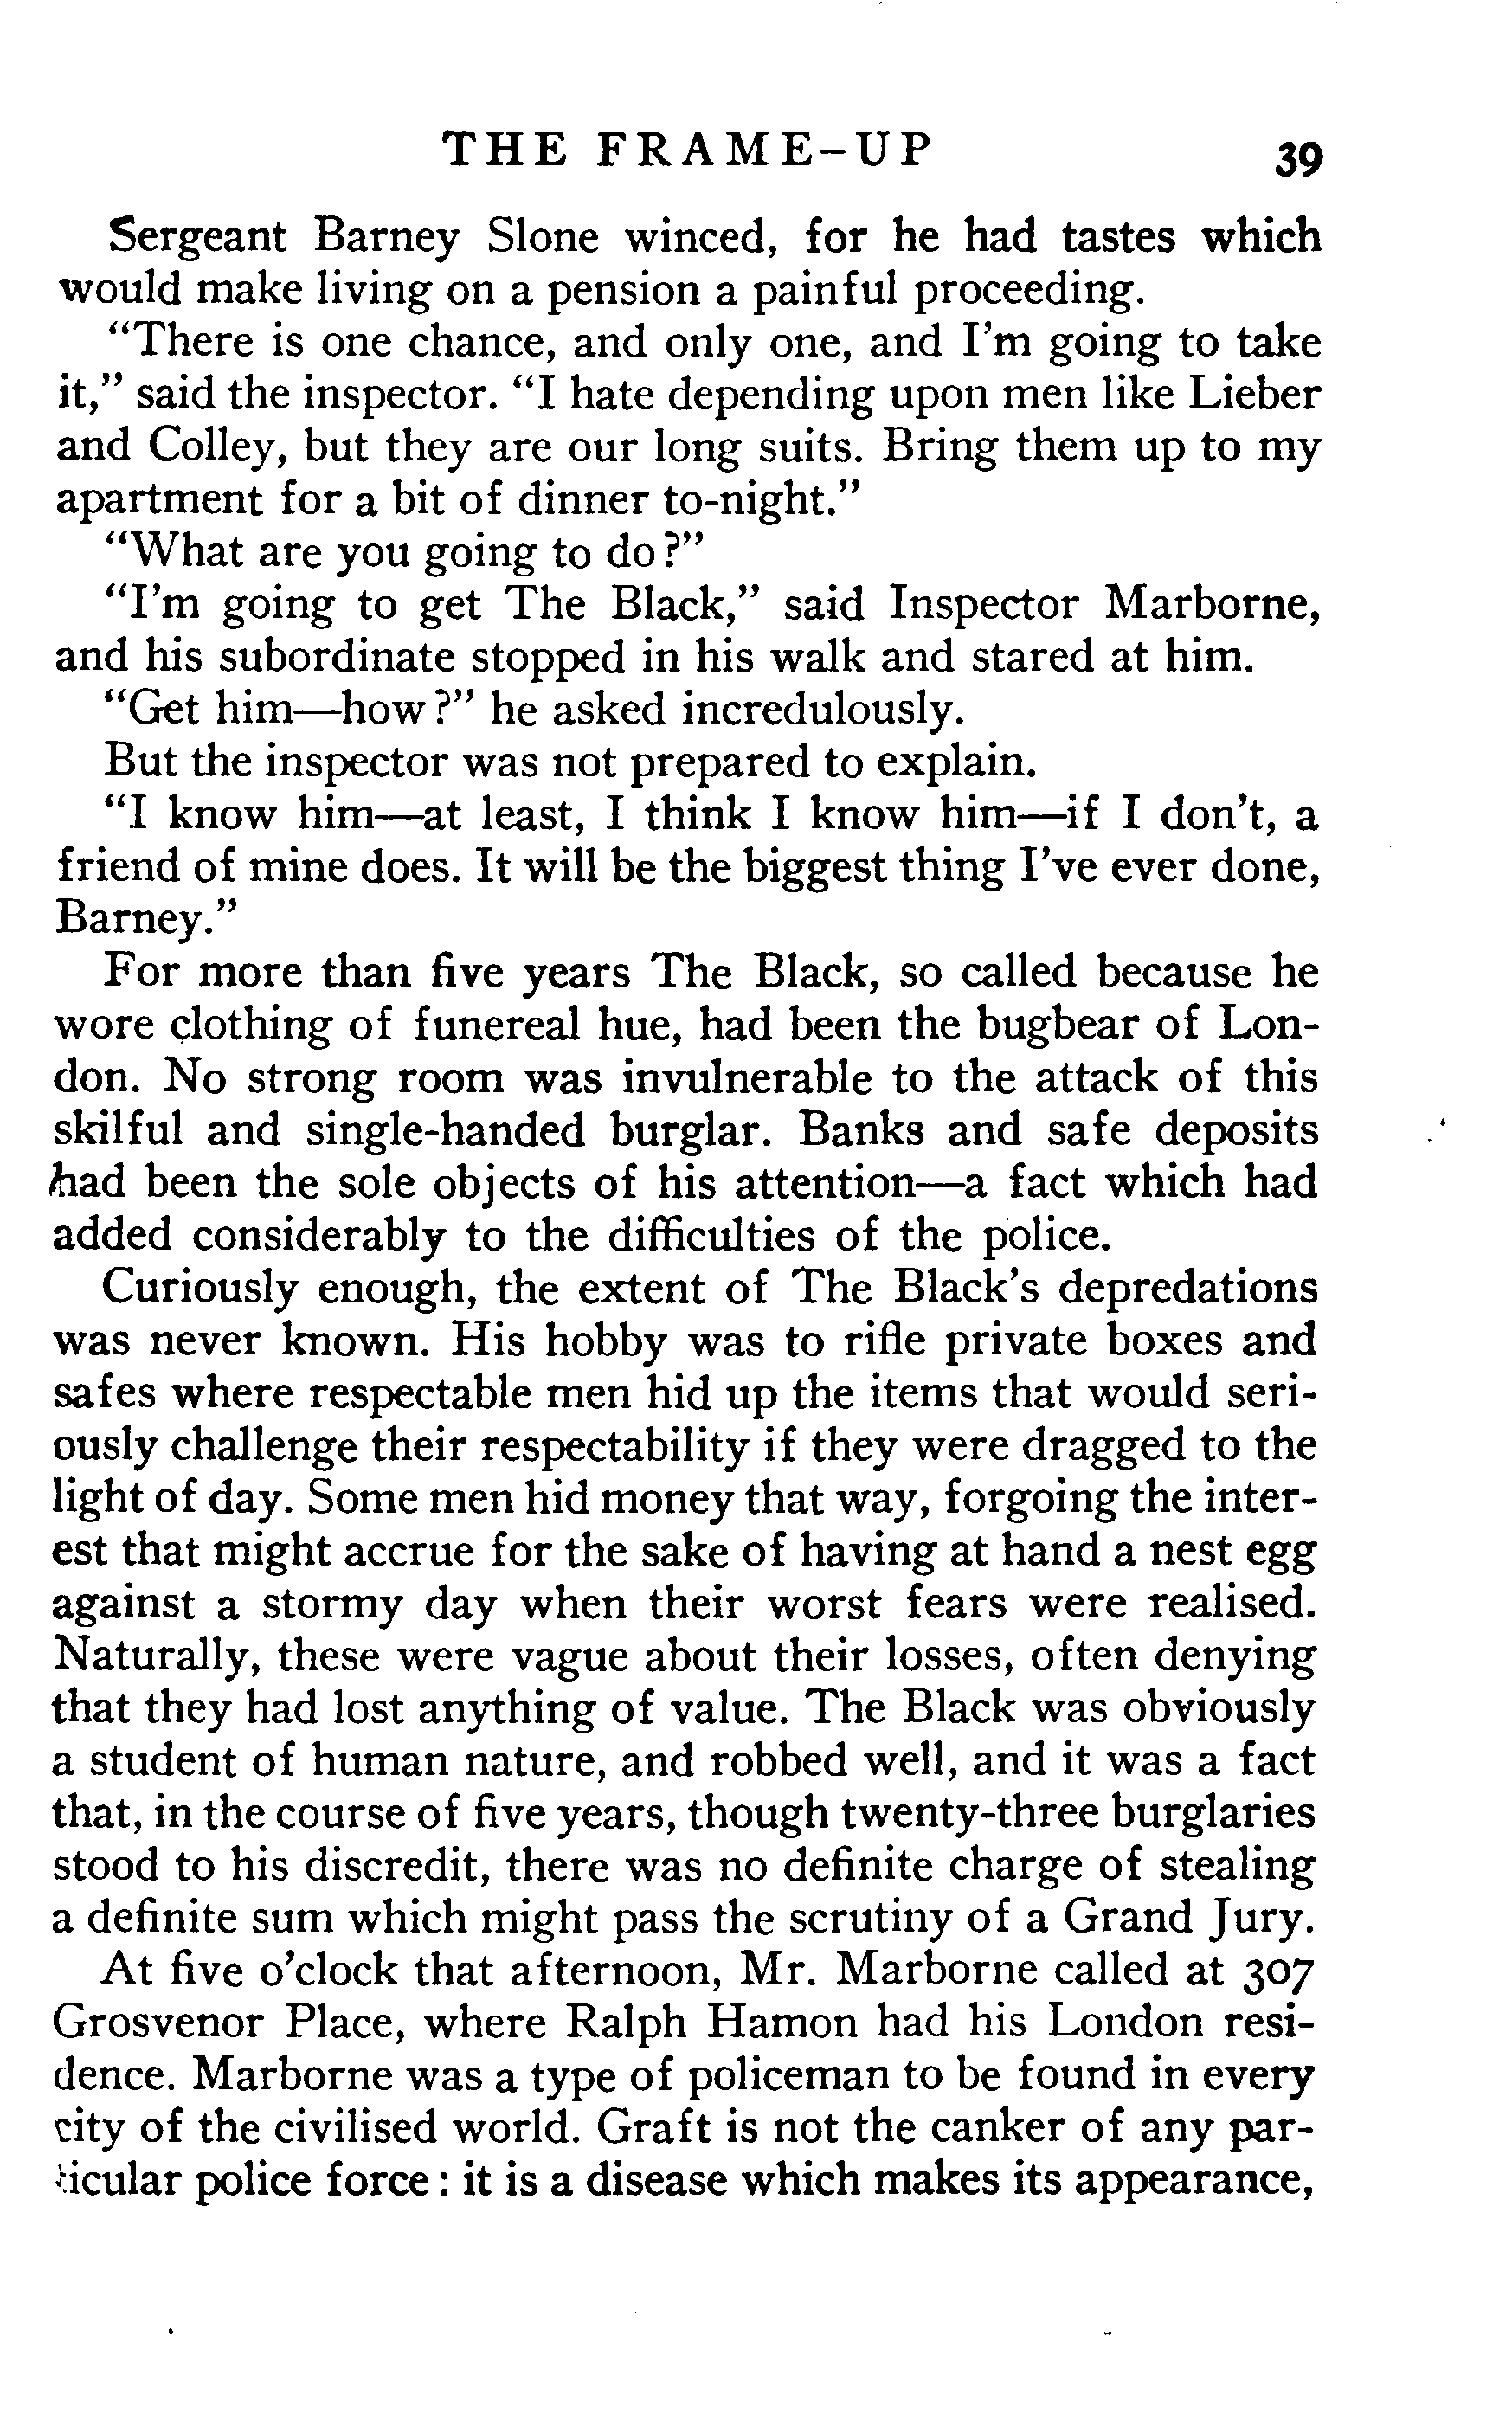 THE FRAME-UP 39
Sergeant Barney Slone winced, for he had tastes which
would make living on a pension a painful proceeding.
“There is one chance, and only one, and I’m going to take
it,” said the inspector. “I hate depending upon men like Lieber
and Colley, but they are our long suits. Bring them up to my
apartment for a bit of dinner to-night.”
“What are you going to do?”
“I’m going to get The Black,” said Inspector Marborne,
and his subordinate stopped in his walk and stared at him.
“Get him—how?” he asked incredulously.
But the inspector was not prepared to explain.
“I know him—at least, I think I know him—if I don’t, a
friend of mine does. It will be the biggest thing I’ve ever done,
Barney.”
For more than five years The Black, so called because he
wore clothing of funereal hue, had been the bugbear of Lon-
don. No strong room was invulnerable to the attack of this
skilful and single-handed burglar. Banks and safe deposits
had been the sole objects of his attention—a fact which had
added considerably to the difficulties of the police.
Curiously enough, the extent of The Black’s depredations
was never known. His hobby was to rifle private boxes and
safes where respectable men hid up the items that would seri-
ously challenge their respectability if they were dragged to the
light of day. Some men hid money that way, forgoing the inter-
est that might accrue for the sake of having at hand a nest egg
against a stormy day when their worst fears were realised.
Naturally, these were vague about their losses, often denying
that they had lost anything of value. The Black was obviously
a student of human nature, and robbed well, and it was a fact
that, in the course of five years, though twenty-three burglaries
stood to his discredit, there was no definite charge of stealing
a definite sum which might pass the scrutiny of a Grand Jury.
At five o’clock that afternoon, Mr. Marborne called at 307
Grosvenor Place, where Ralph Hamon had his London resi-
dence. Marborne was a type of policeman to be found in every
city of the civilised world. Graft is not the canker of any par-
ticular police force: it is a disease which makes its appearance,